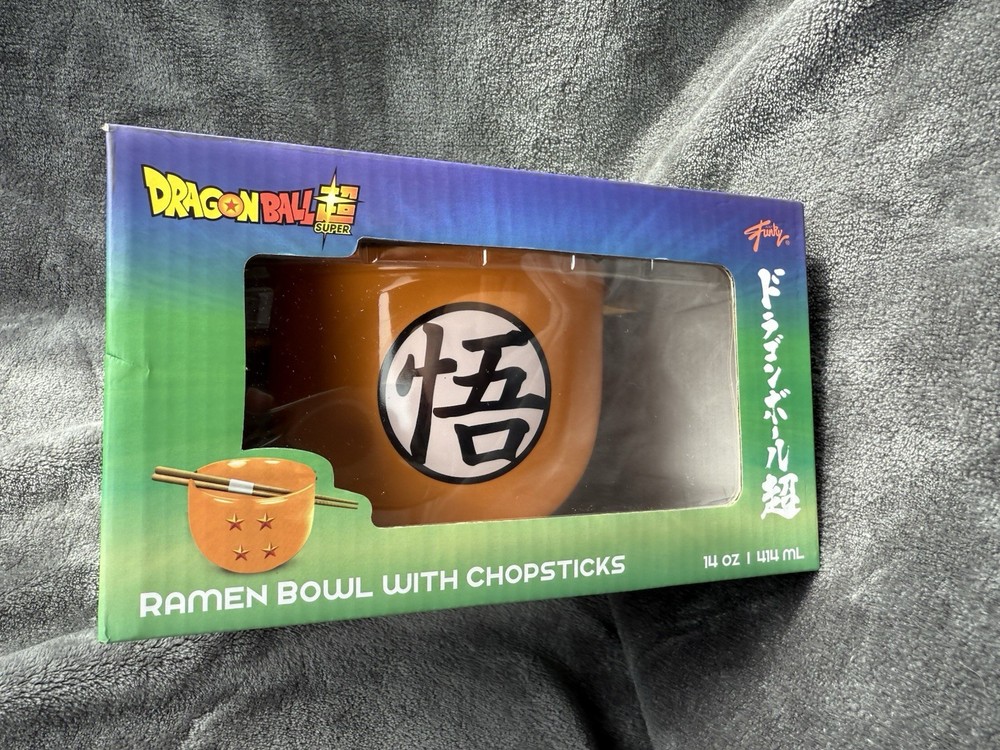 DRAGON BALL 超
SUPER
Funky
ドラゴンボール超
悟
RAMEN BOWL WITH CHOPSTICKS
14 OZ | 414 ML